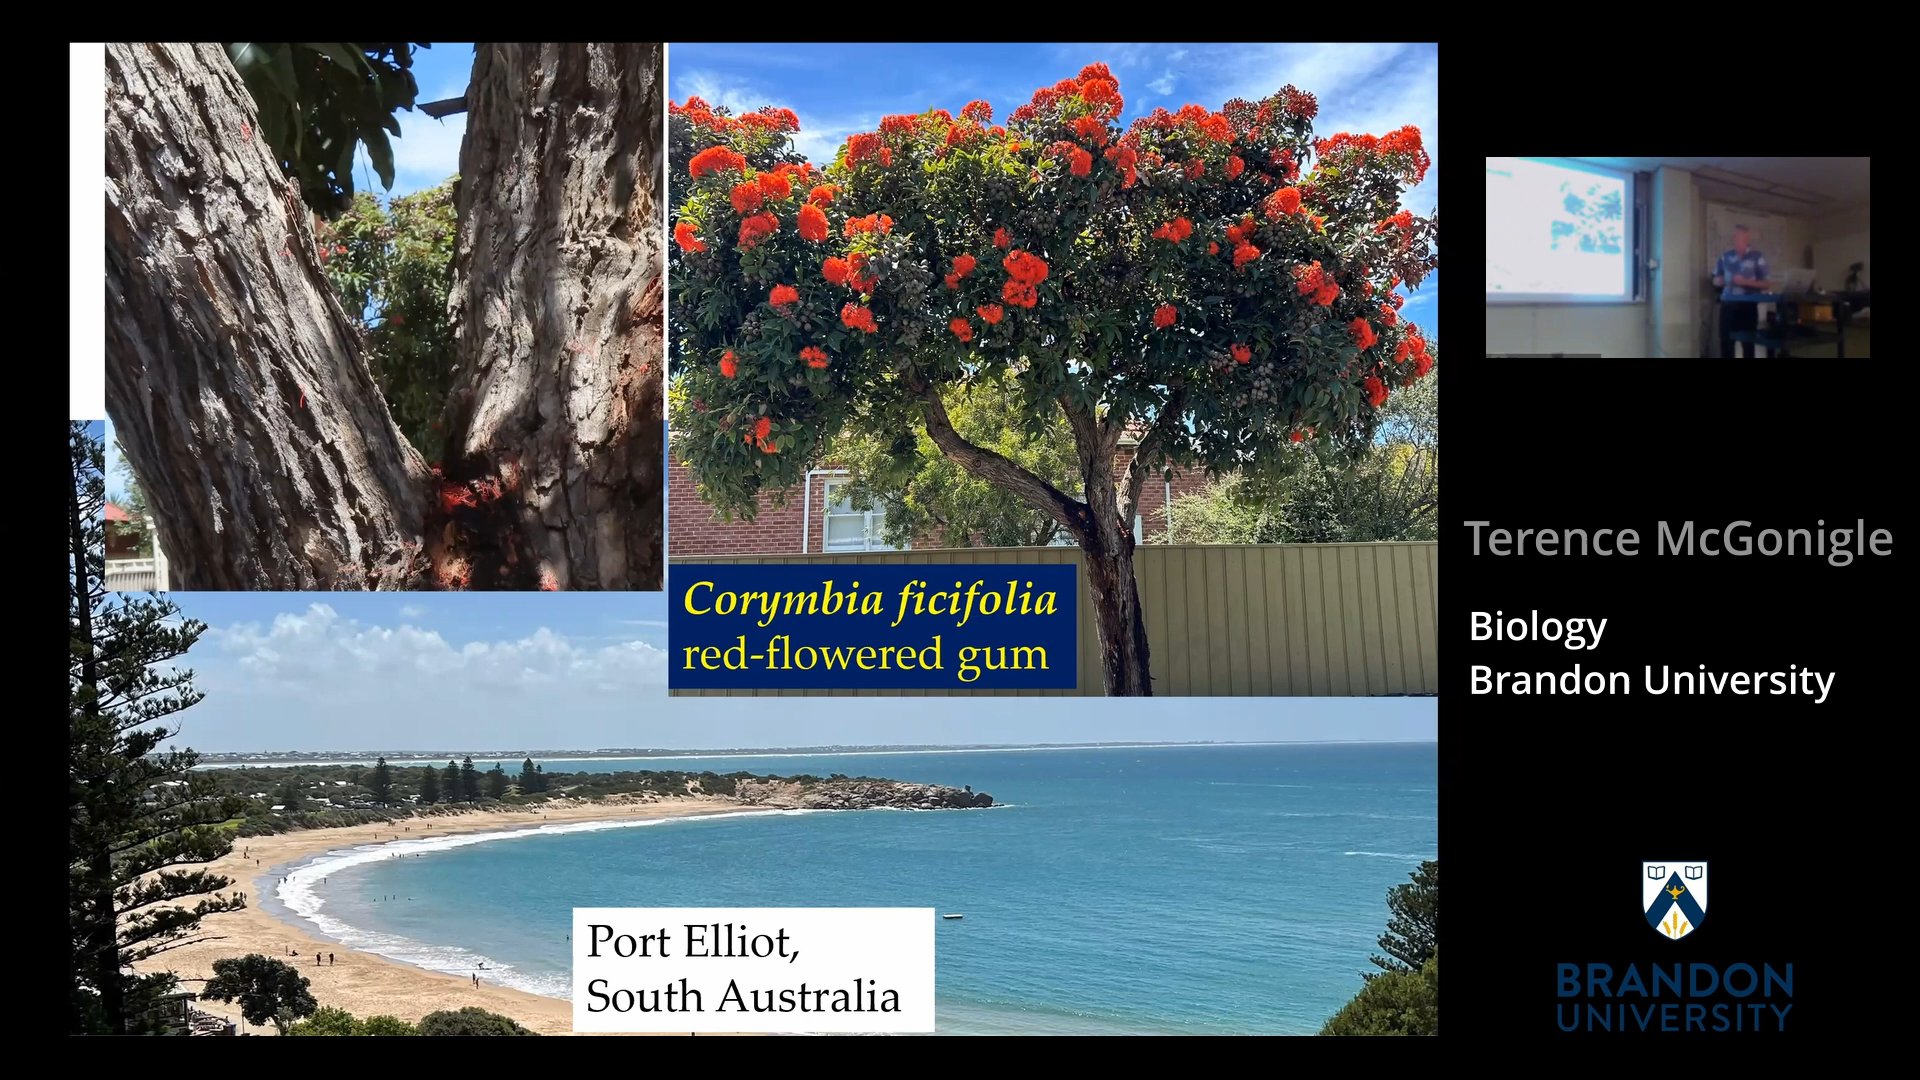 Corymbia ficifolia
red-flowered gum
Port Elliot,
South Australia
Terence McGonigle
Biology
Brandon University
BRANDON
UNIVERSITY